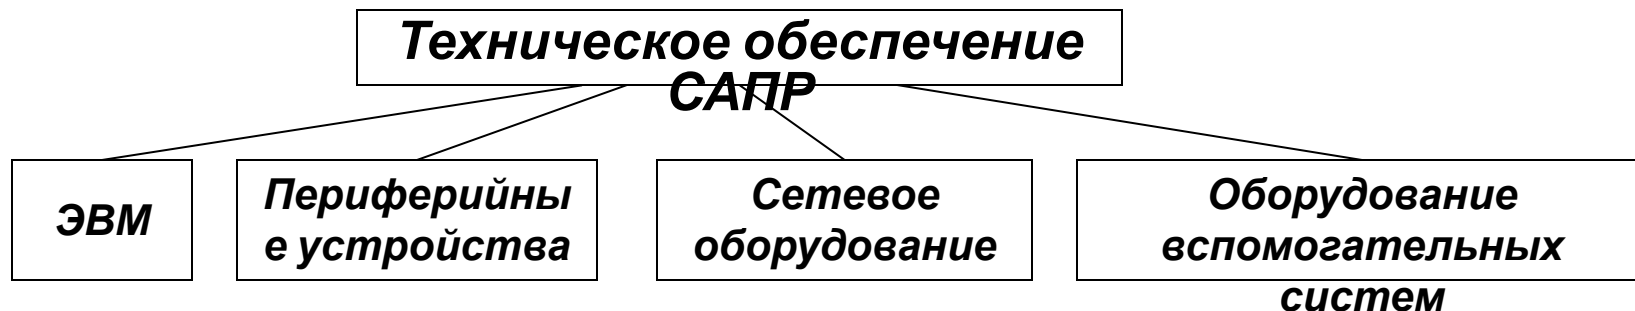 Техническое обеспечение
САПР
ЭВМ
Периферийны
е устройства
Сетевое
оборудование
Оборудование
вспомогательных
систем